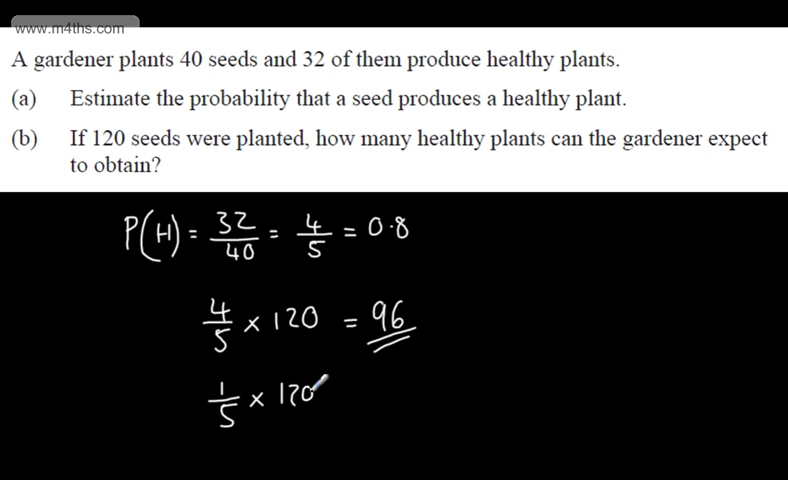 www.m4ths.com
A gardener plants 40 seeds and 32 of them produce healthy plants.
(a) Estimate the probability that a seed produces a healthy plant.
(b) If 120 seeds were planted, how many healthy plants can the gardener expect
to obtain?
P(H) = 32/40 = 4/5 = 0.8
4/5 × 120 = 96
1/5 × 120